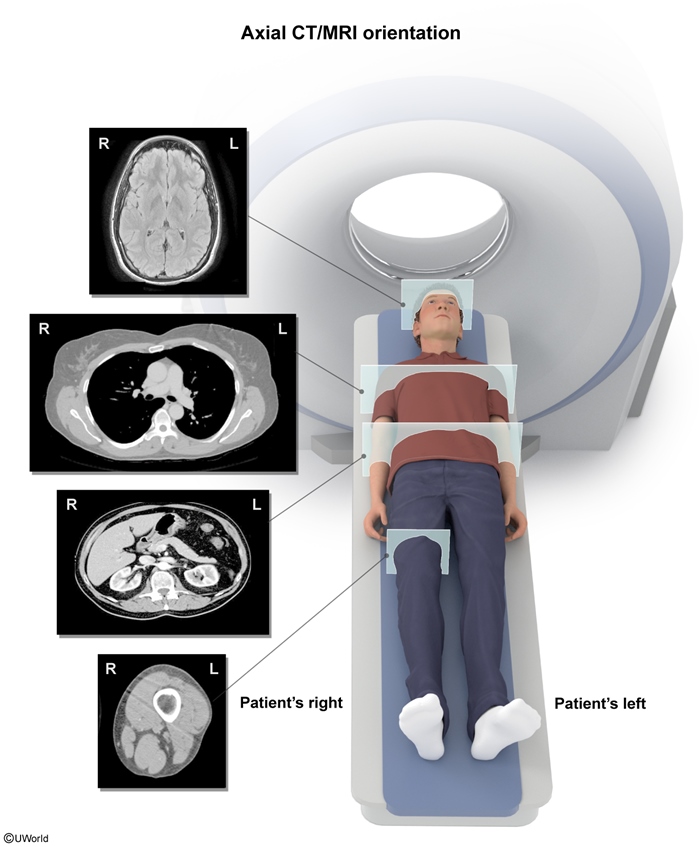 Axial CT/MRI orientation
R L
R L
R L
R L
Patient's right
Patient's left
©UWorld